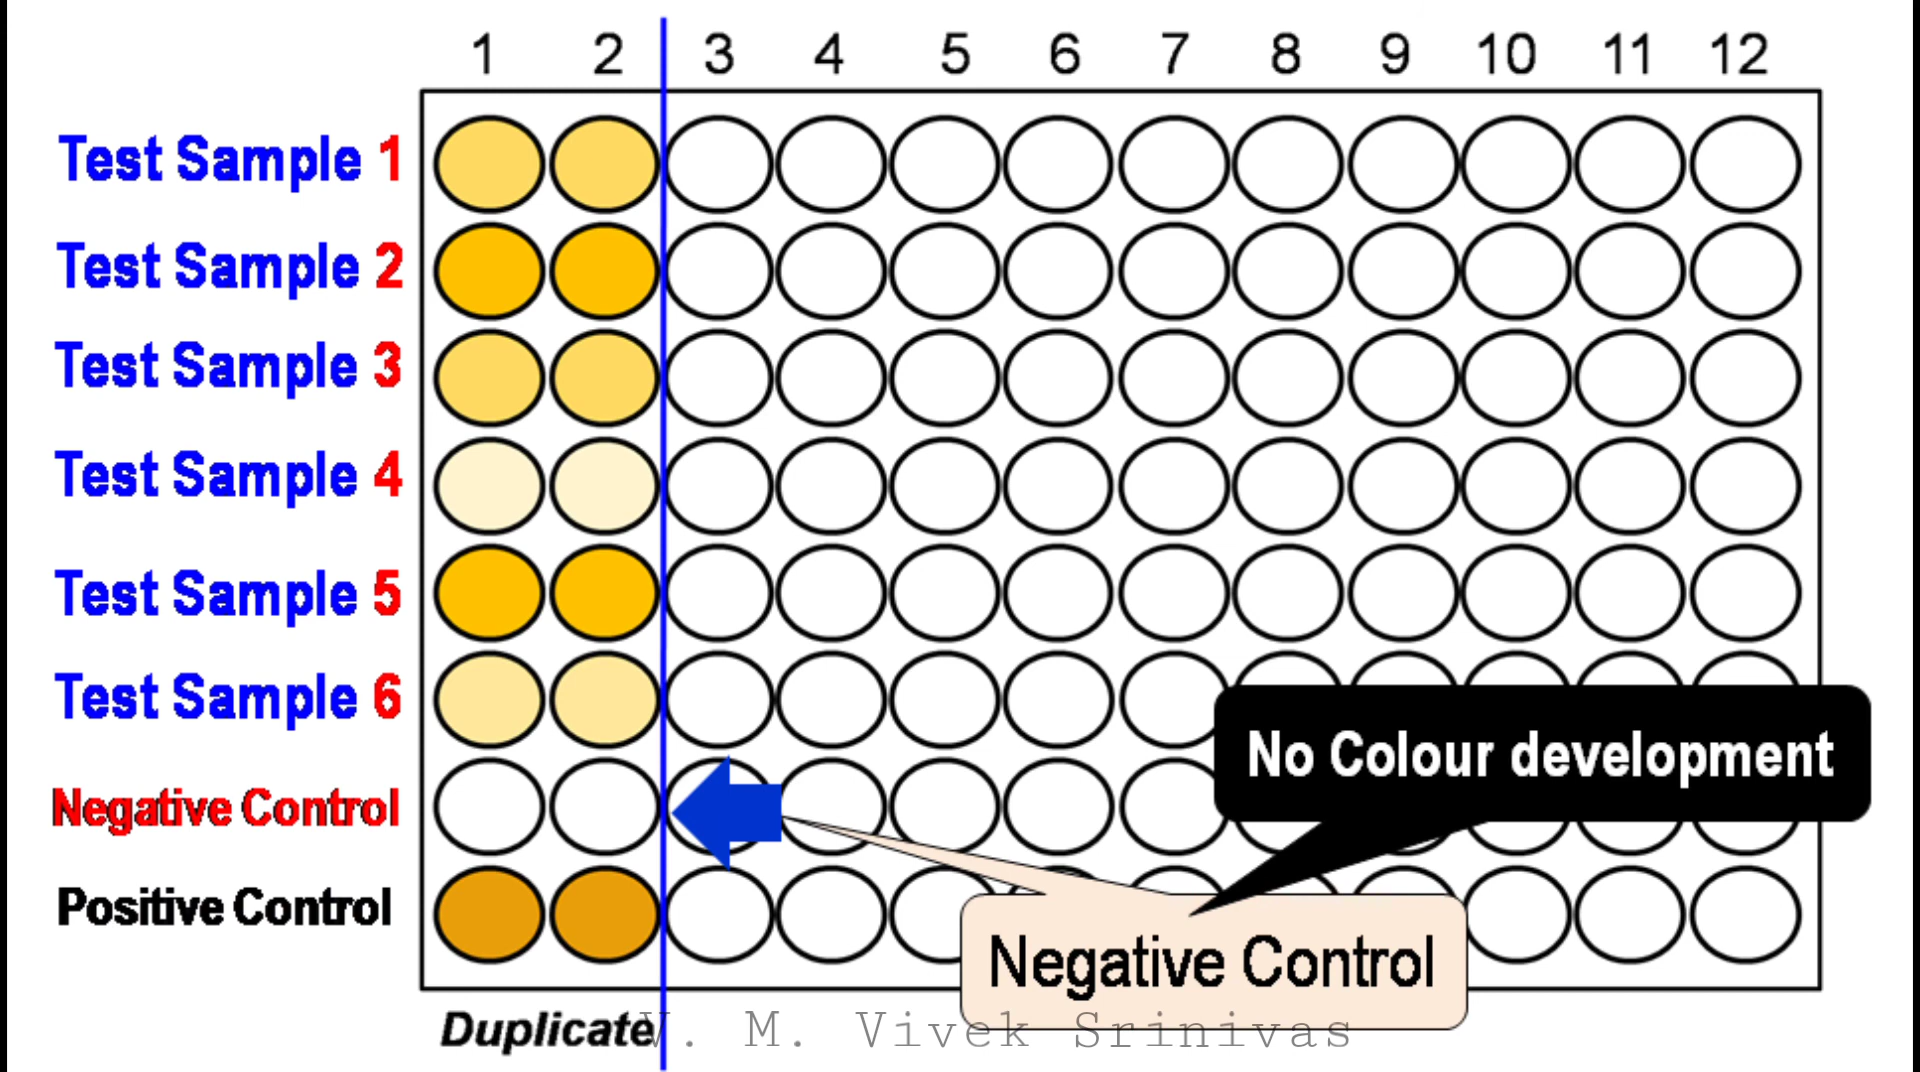 1 2 3 4 5 6 7 8 9 10 11 12
Test Sample 1
Test Sample 2
Test Sample 3
Test Sample 4
Test Sample 5
Test Sample 6
No Colour development
Negative Control
Positive Control
Negative Control
Duplicate
V. M. Vivek Srinivas